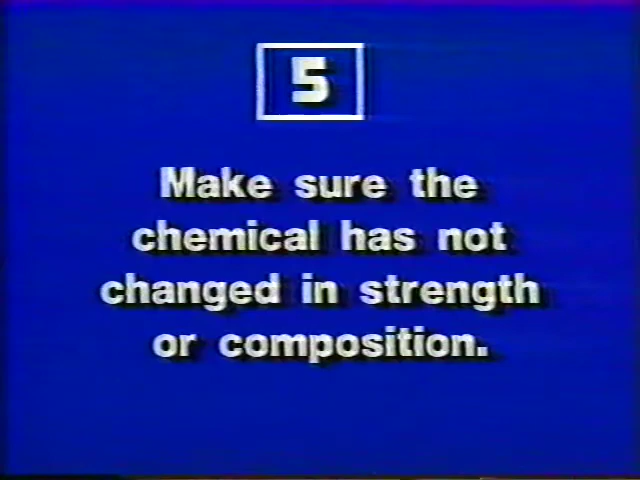 5
Make sure the
chemical has not
changed in strength
or composition.